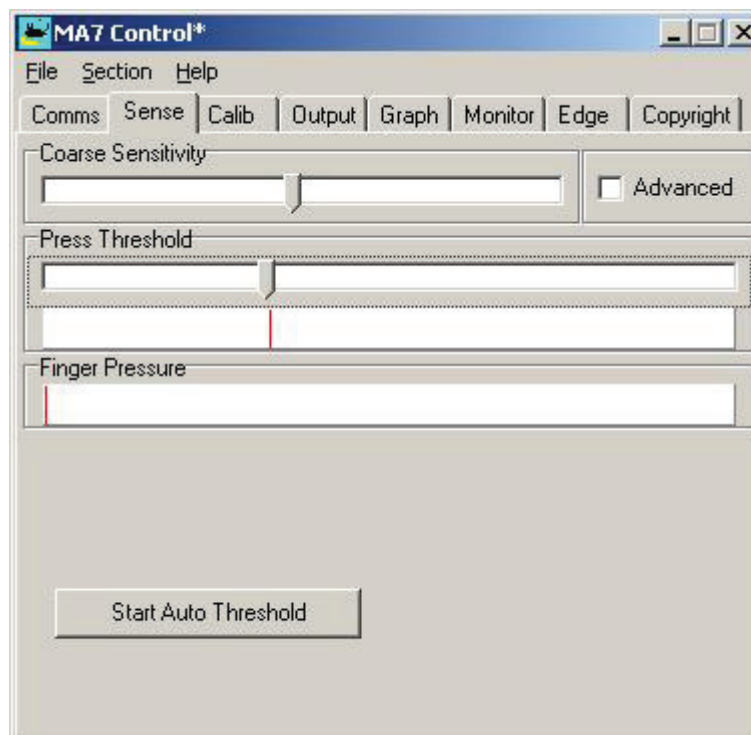 MA7 Control*
File Section Help
Comms Sense Calib Output Graph Monitor Edge Copyright
Coarse Sensitivity
Advanced
Press Threshold
Finger Pressure
Start Auto Threshold